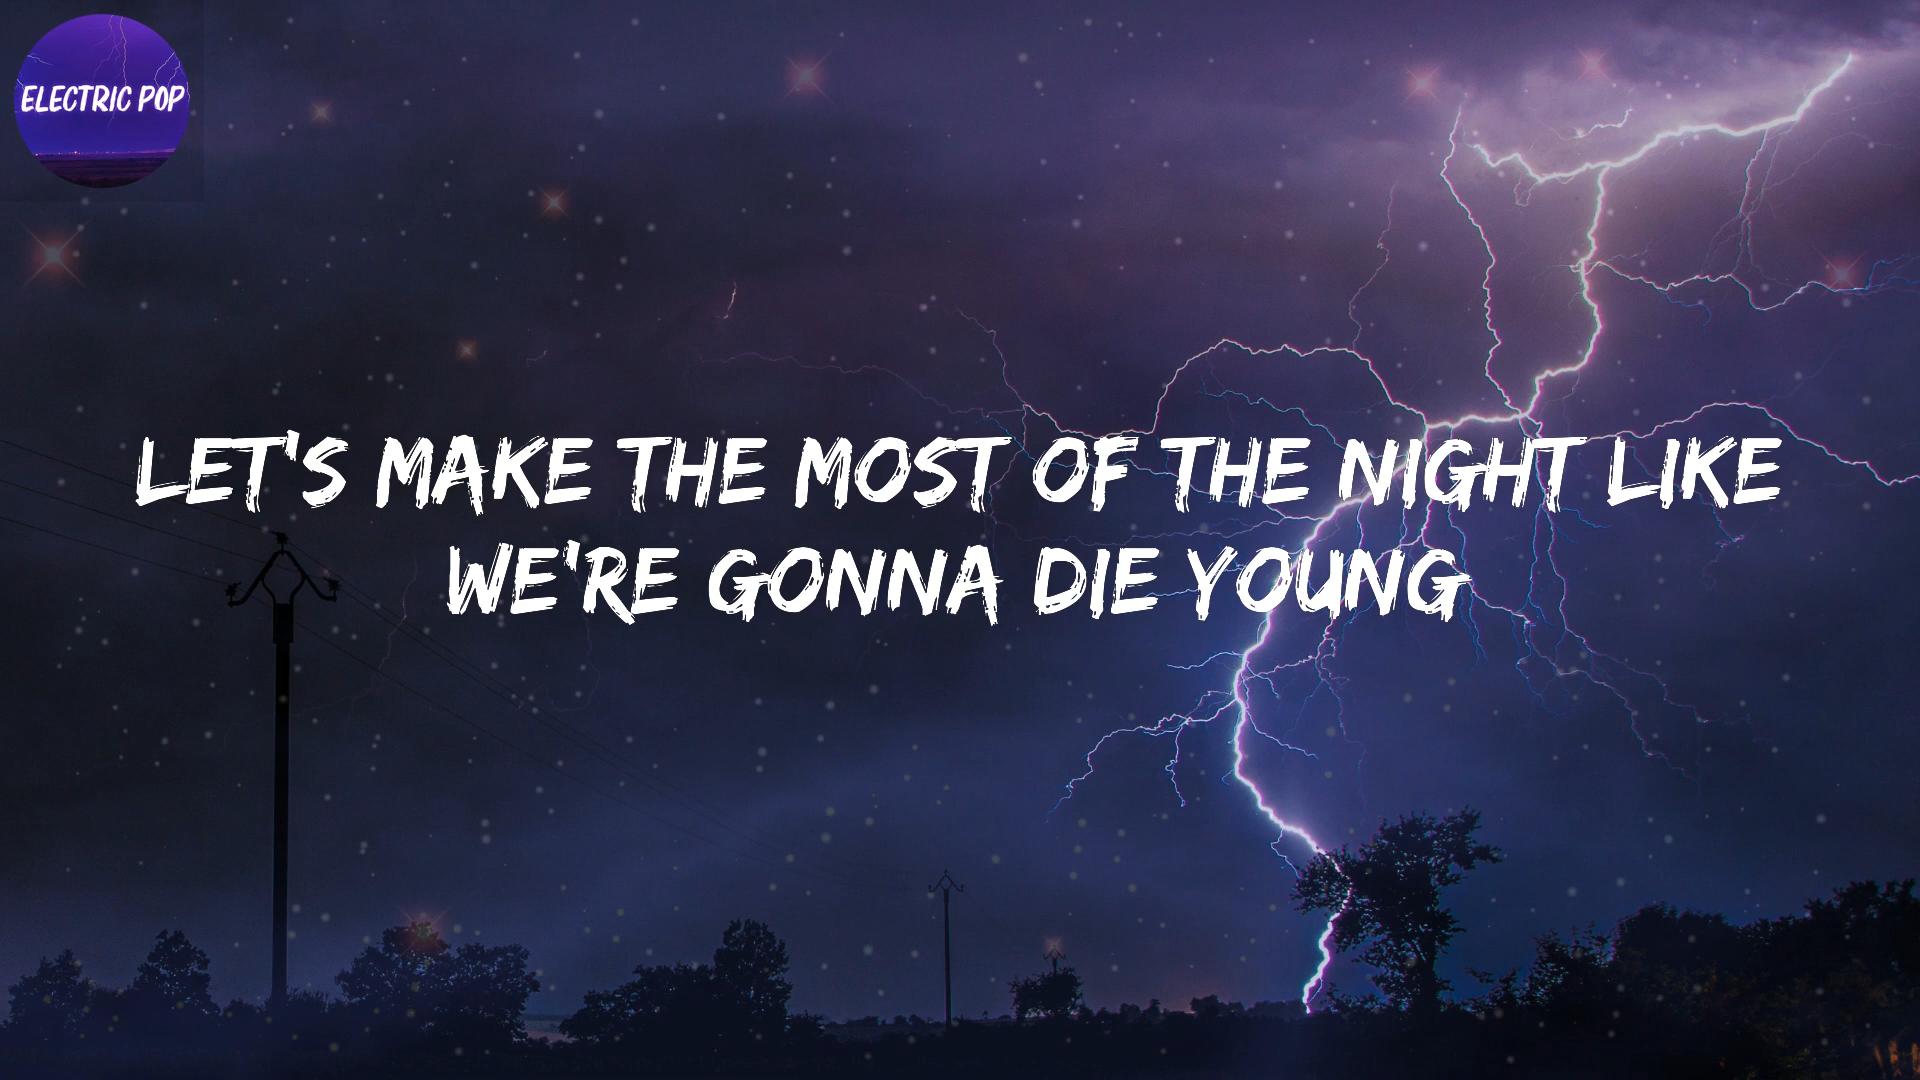 ELECTRIC POP
LET'S MAKE THE MOST OF THE NIGHT LIKE
WE'RE GONNA DIE YOUNG